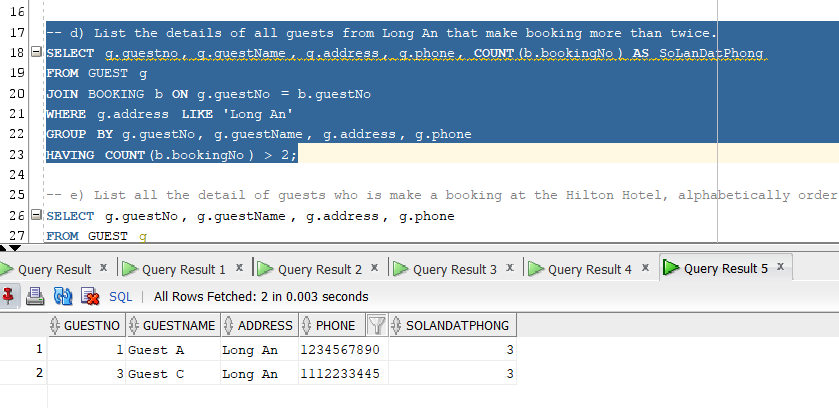 16
17 -- d) List the details of all guests from Long An that make booking more than twice.
18 SELECT g.guestno, g.guestName, g.address, g.phone, COUNT(b.bookingNo) AS SoLanDatPhong
19 FROM GUEST g
20 JOIN BOOKING b ON g.guestNo = b.guestNo
21 WHERE g.address LIKE 'Long An'
22 GROUP BY g.guestNo, g.guestName, g.address, g.phone
23 HAVING COUNT(b.bookingNo) > 2;
24
25 -- e) List all the detail of guests who is make a booking at the Hilton Hotel, alphabetically order
26 SELECT g.guestNo, g.guestName, g.address, g.phone
27 FROM GUEST g
Query Result x Query Result 1 x Query Result 2 x Query Result 3 x Query Result 4 x Query Result 5 x
SQL | All Rows Fetched: 2 in 0.003 seconds
GUESTNO GUESTNAME ADDRESS PHONE SOLANDATPHONG
1 1 Guest A Long An 1234567890 3
2 3 Guest C Long An 1112233445 3